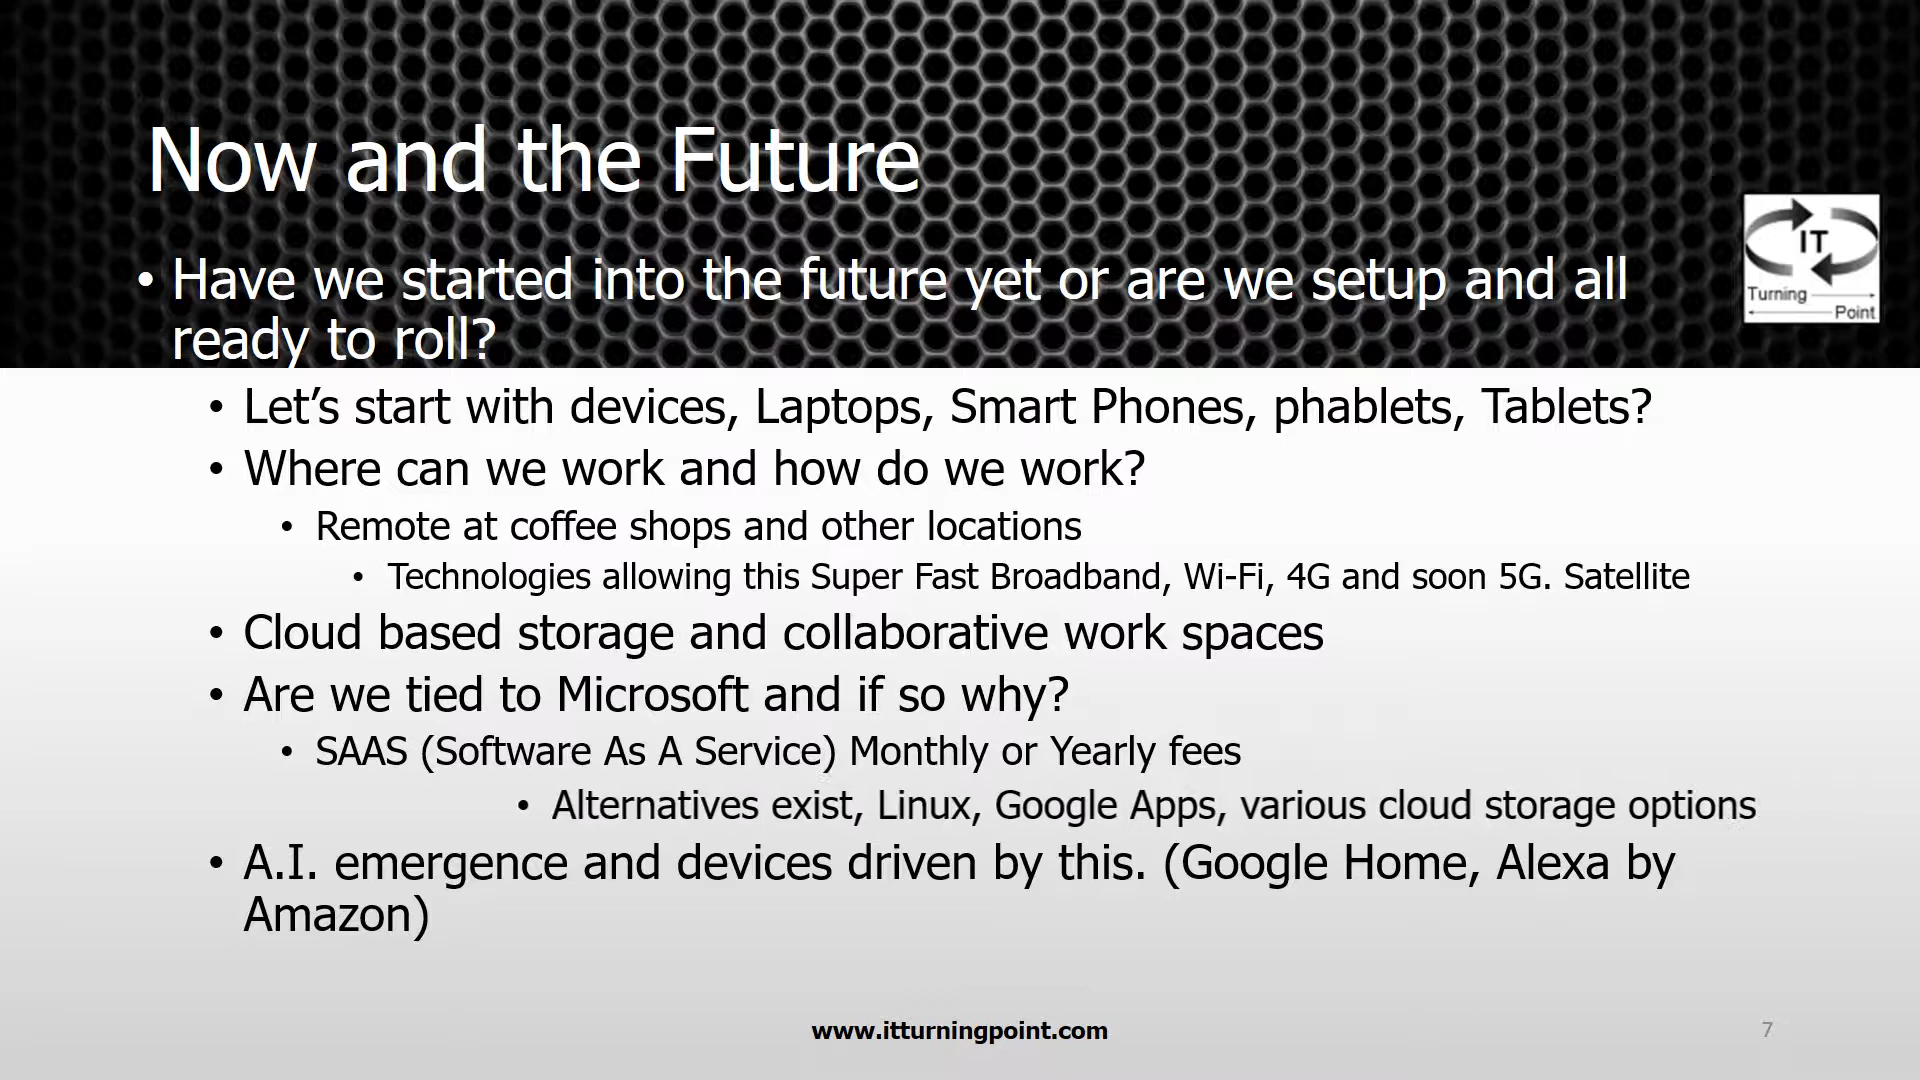 Now and the Future
• Have we started into the future yet or are we setup and all
ready to roll?
IT
Turning
Point
• Let’s start with devices, Laptops, Smart Phones, phablets, Tablets?
• Where can we work and how do we work?
• Remote at coffee shops and other locations
• Technologies allowing this Super Fast Broadband, Wi-Fi, 4G and soon 5G. Satellite
• Cloud based storage and collaborative work spaces
• Are we tied to Microsoft and if so why?
• SAAS (Software As A Service) Monthly or Yearly fees
• Alternatives exist, Linux, Google Apps, various cloud storage options
• A.I. emergence and devices driven by this. (Google Home, Alexa by
Amazon)
www.itturningpoint.com
7